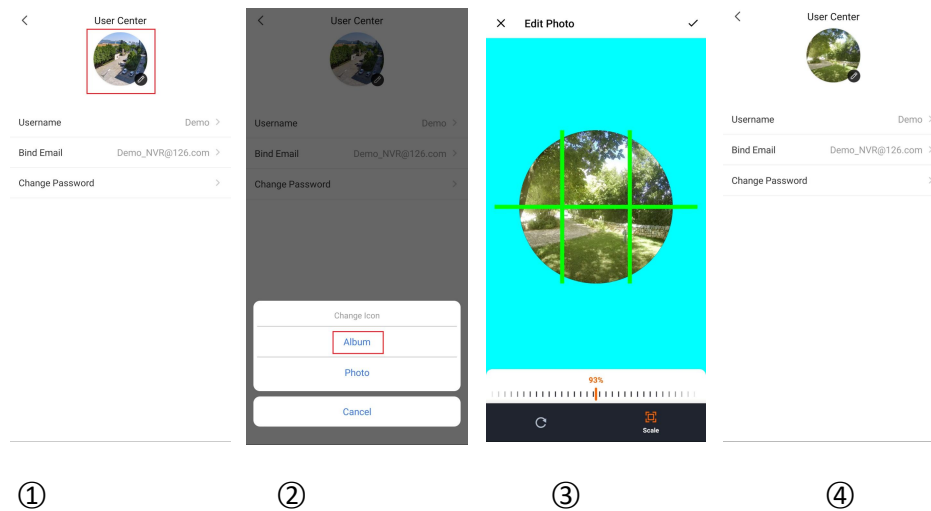 User Center
Username Demo
Bind Email Demo_NVR@126.com
Change Password
①
User Center
Username Demo
Bind Email Demo_NVR@126.com
Change Password
Change Icon
Album
Photo
Cancel
②
Edit Photo
93%
Scale
③
User Center
Username Demo
Bind Email Demo_NVR@126.com
Change Password
④